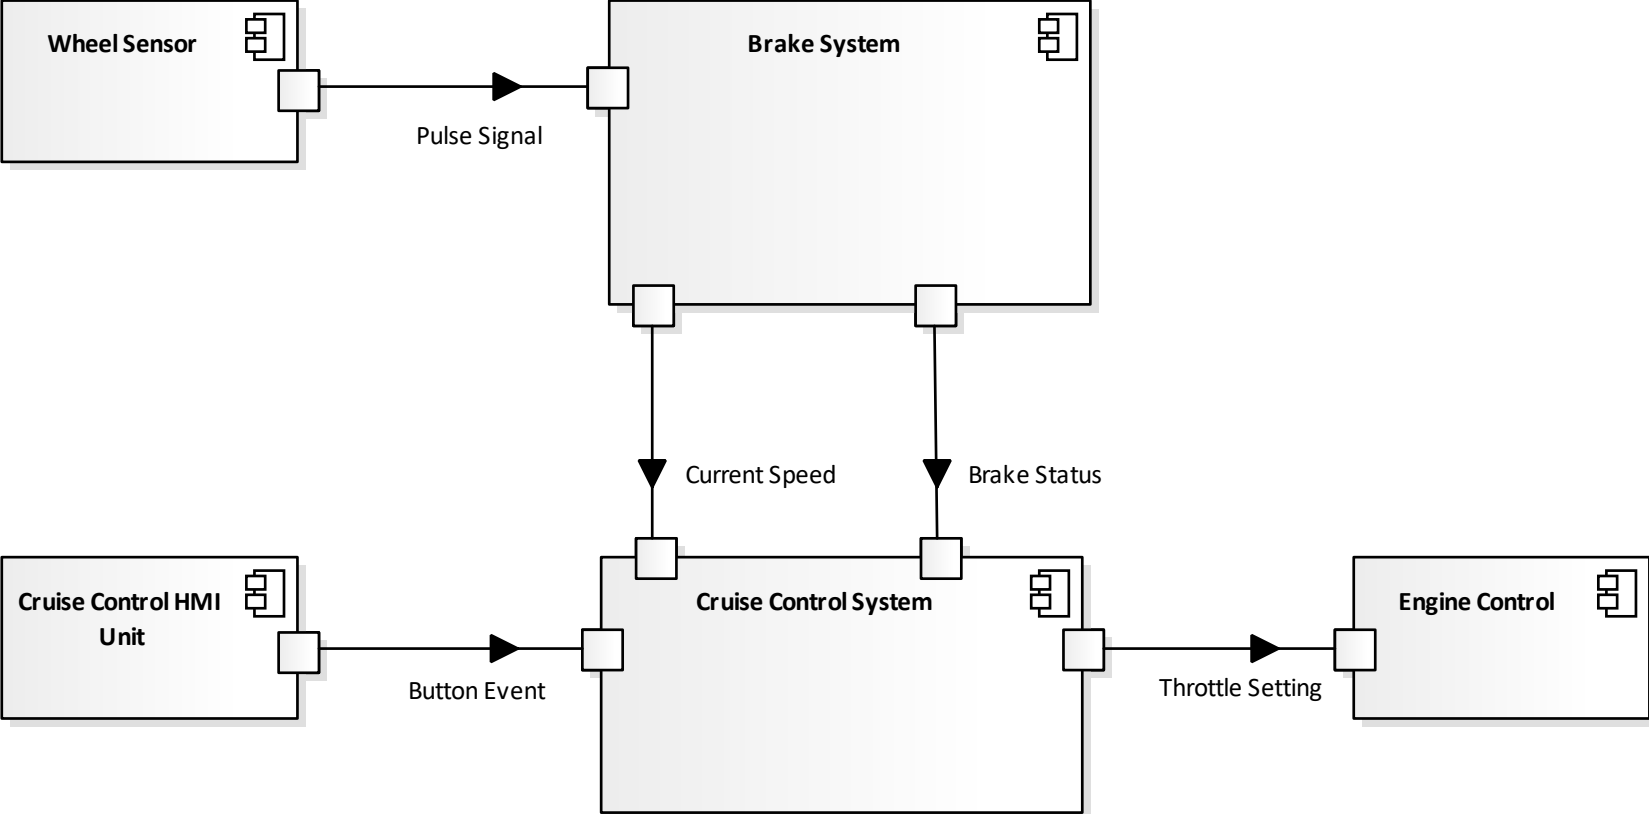 Wheel Sensor
Brake System
Pulse Signal
Current Speed
Brake Status
Cruise Control HMI
Unit
Cruise Control System
Engine Control
Button Event
Throttle Setting